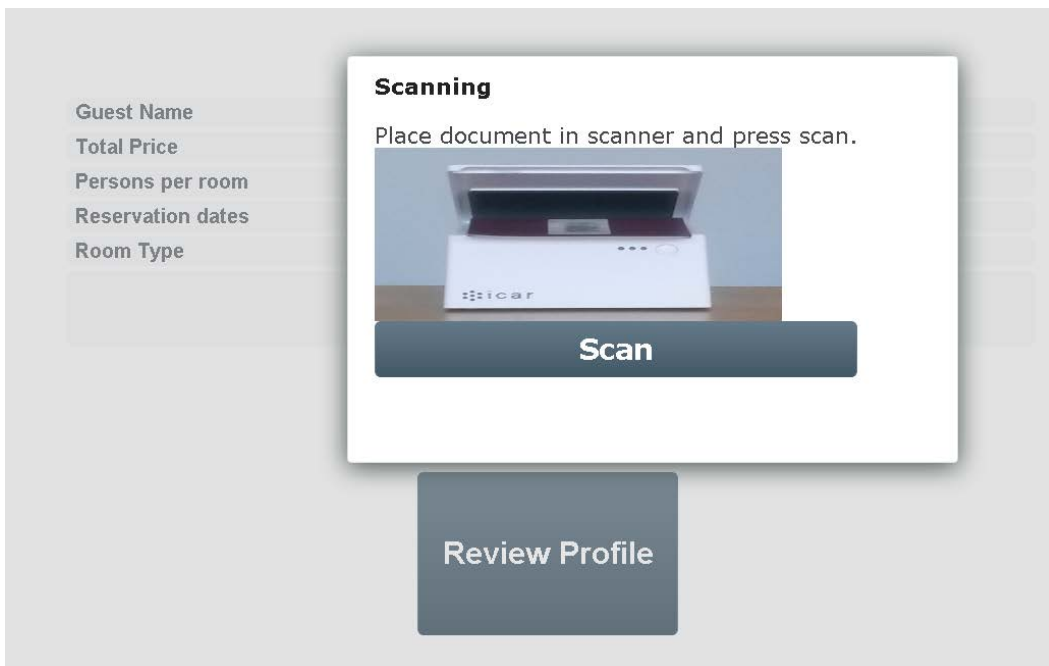 Guest Name
Total Price
Persons per room
Reservation dates
Room Type
Scanning
Place document in scanner and press scan.
icar
Scan
Review Profile